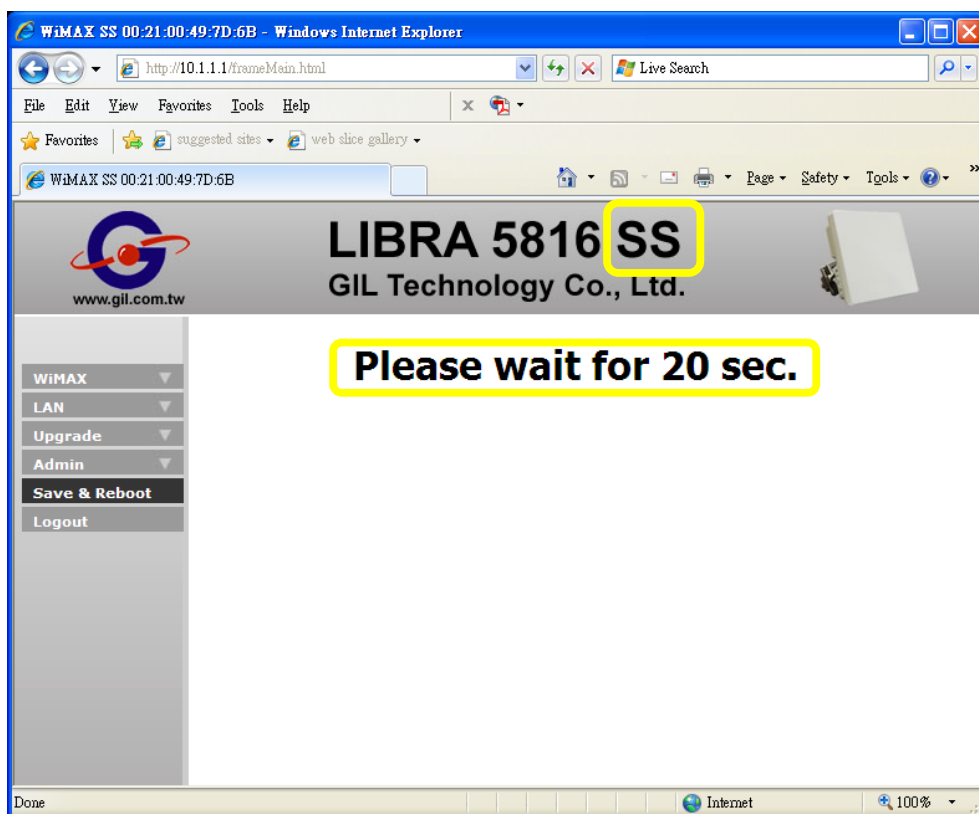 WiMAX SS 00:21:00:49:7D:6B - Windows Internet Explorer
http://10.1.1.1/frameMain.html
Live Search
File Edit View Favorites Tools Help
Favorites suggested sites web slice gallery
WiMAX SS 00:21:00:49:7D:6B
Page Safety Tools
www.gil.com.tw
LIBRA 5816 SS
GIL Technology Co., Ltd.
WiMAX
LAN
Upgrade
Admin
Save & Reboot
Logout
Please wait for 20 sec.
Done
Internet
100%